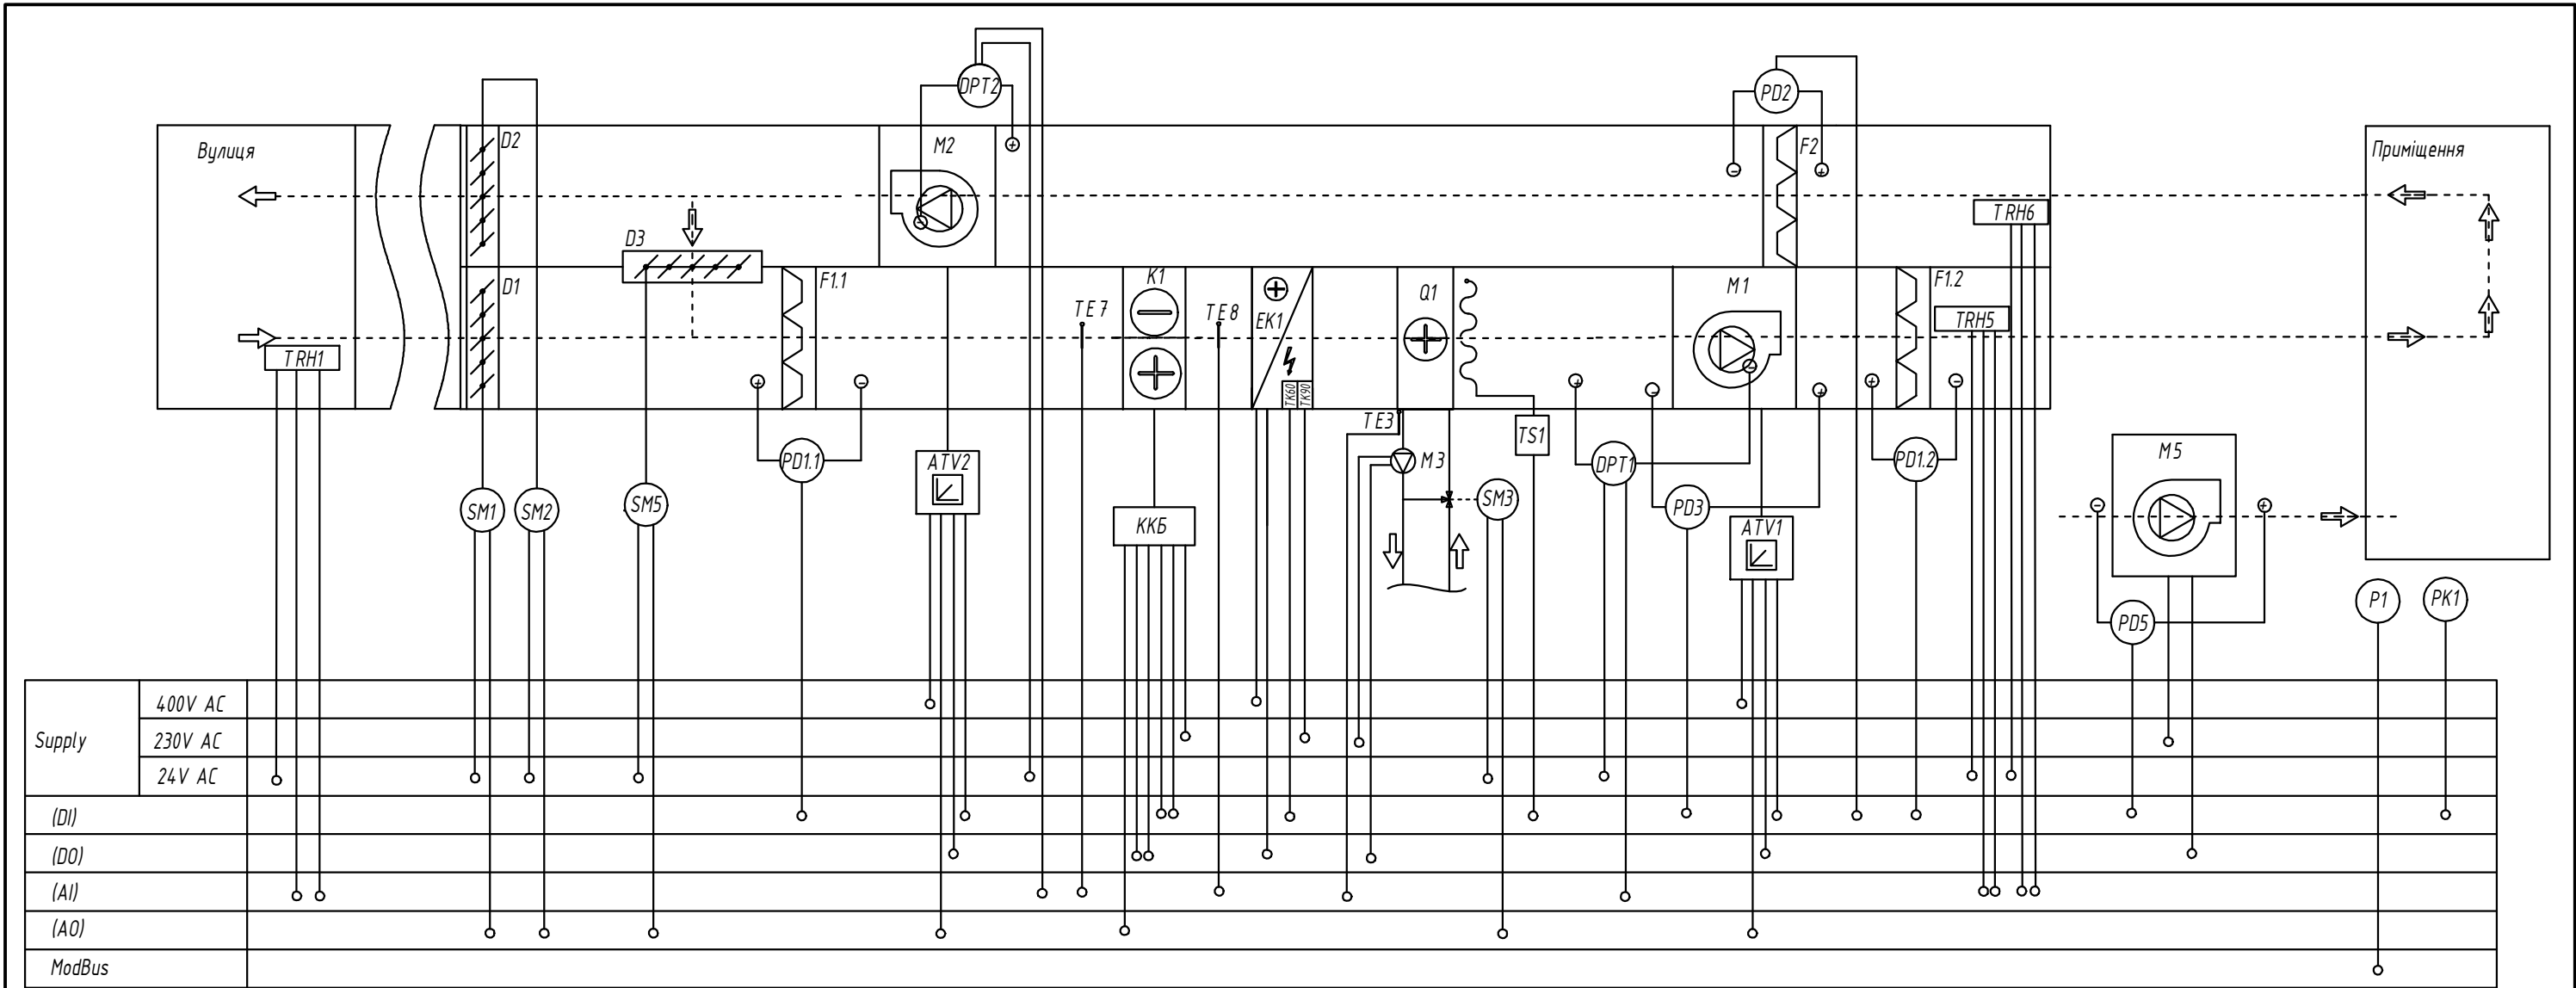 DPT2
PD2
Вулиця
D2
M2
F2
Приміщення
TRH6
D3
D1
F1.1
TE7
K1
TE8
EK1
TK60
TK90
Q1
M1
F1.2
TRH5
TRH1
TE3
TS1
M3
PD1.1
ATV2
DPT1
PD1.2
M5
SM1
SM2
SM5
ККБ
SM3
PD3
ATV1
PD5
P1
PK1
Supply
400V AC
230V AC
24V AC
(DI)
(DO)
(AI)
(AO)
ModBus